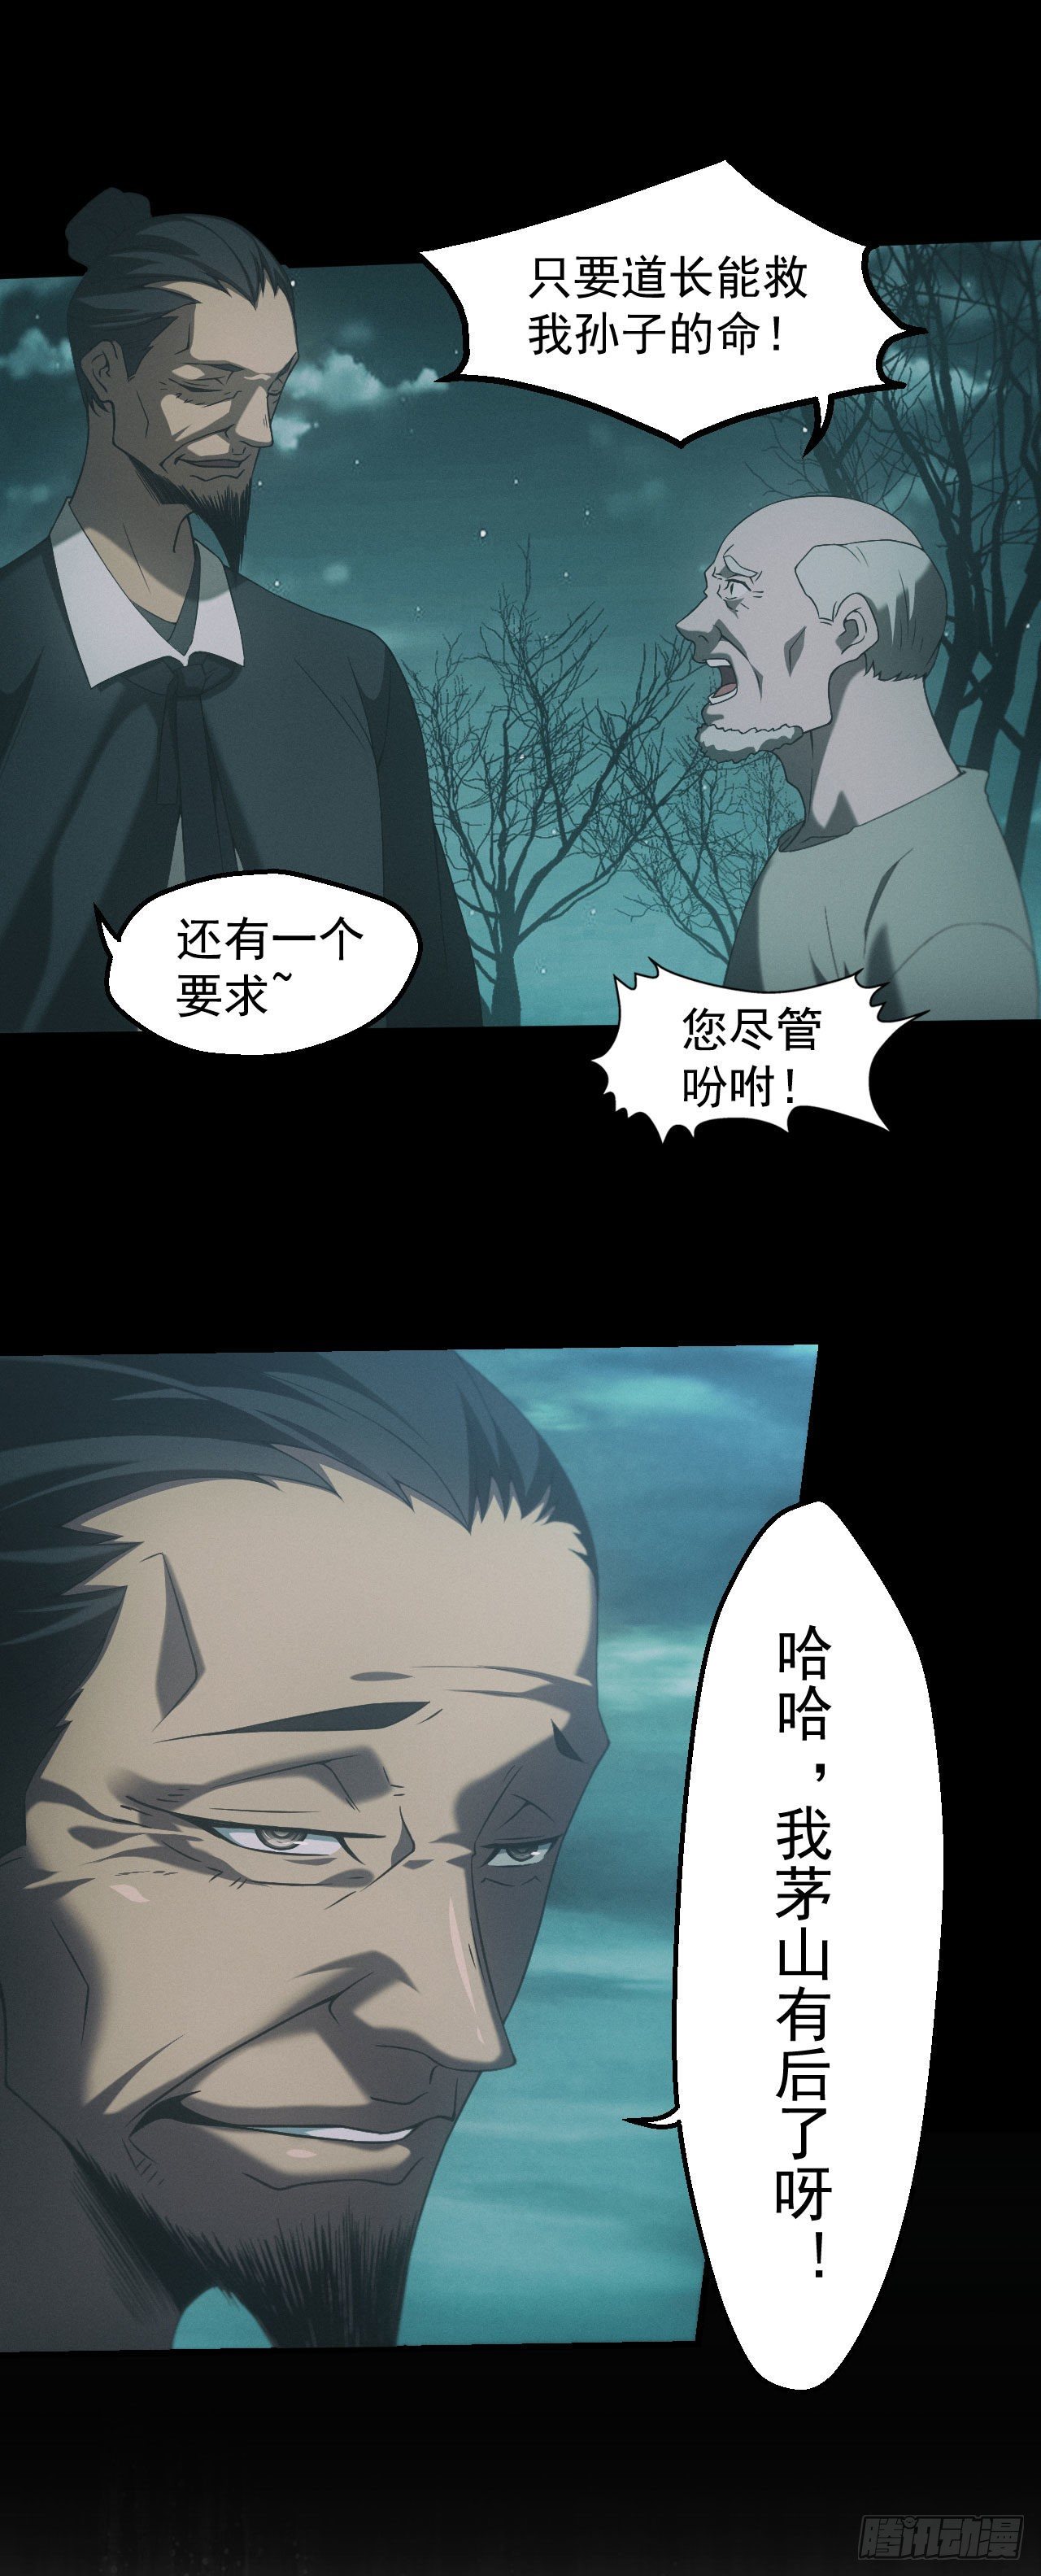 只要道长能救
我孙子的命！
还有一个
要求~
您尽管
吩咐！
哈哈，我茅山有后了呀！
腾讯动漫